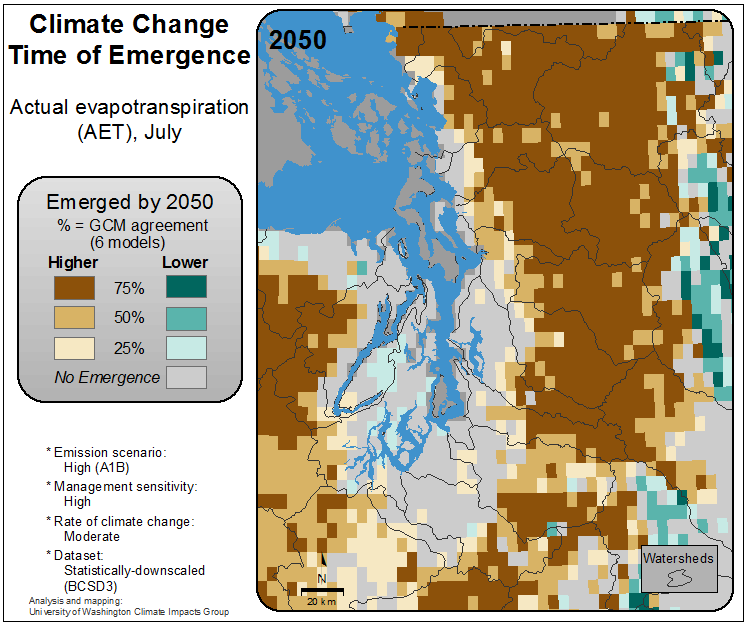 Climate Change
Time of Emergence
Actual evapotranspiration
(AET), July
Emerged by 2050
% = GCM agreement
(6 models)
Higher Lower
75%
50%
25%
No Emergence
* Emission scenario:
High (A1B)
* Management sensitivity:
High
* Rate of climate change:
Moderate
* Dataset:
Statistically-downscaled
(BCSD3)
Analysis and mapping:
University of Washington Climate Impacts Group
2050
N
20 km
Watersheds